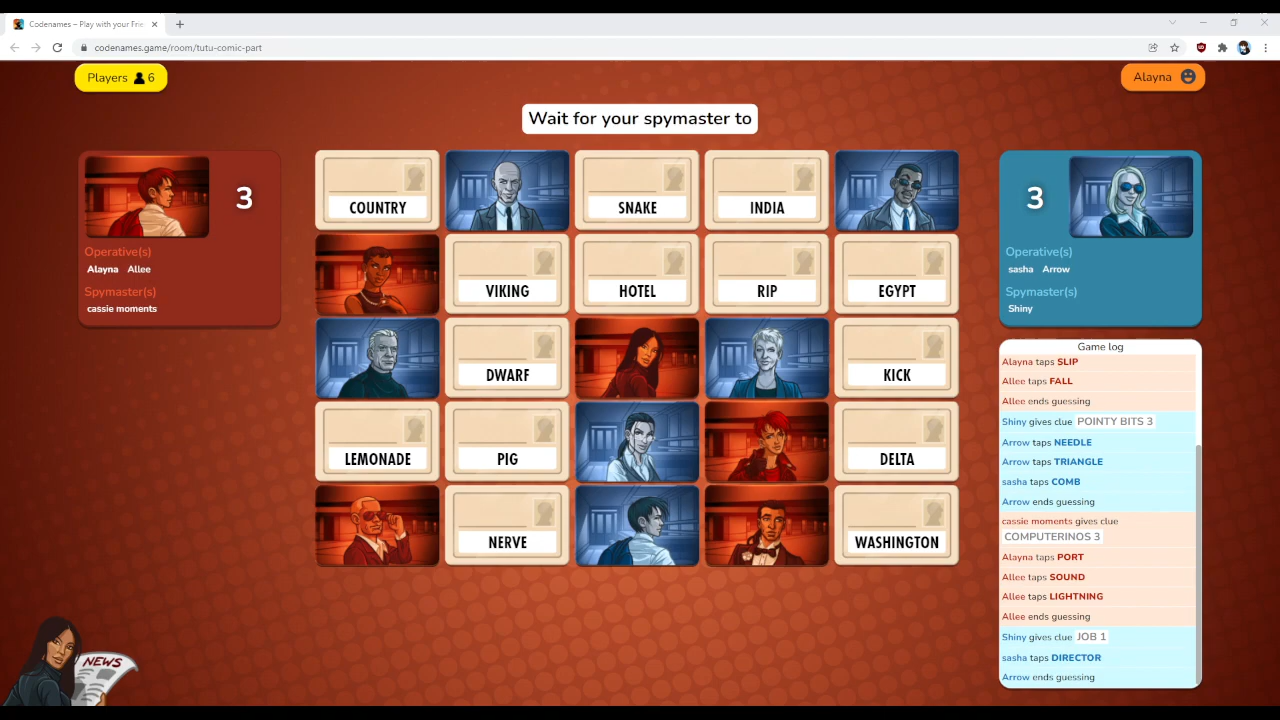 Codenames – Play with your Frie
codenames.game/room/tutu-comic-part
Players 6
Alayna
Wait for your spymaster to
3
Operative(s)
Alayna Allee
Spymaster(s)
cassie moments
COUNTRY
SNAKE
INDIA
VIKING
HOTEL
RIP
EGYPT
DWARF
KICK
LEMONADE
PIG
DELTA
NERVE
WASHINGTON
3
Operative(s)
sasha Arrow
Spymaster(s)
Shiny
Game log
Alayna taps SLIP
Allee taps FALL
Allee ends guessing
Shiny gives clue POINTY BITS 3
Arrow taps NEEDLE
Arrow taps TRIANGLE
sasha taps COMB
Arrow ends guessing
cassie moments gives clue
COMPUTERINOS 3
Alayna taps PORT
Allee taps SOUND
Allee taps LIGHTNING
Allee ends guessing
Shiny gives clue JOB 1
sasha taps DIRECTOR
Arrow ends guessing
NEWS